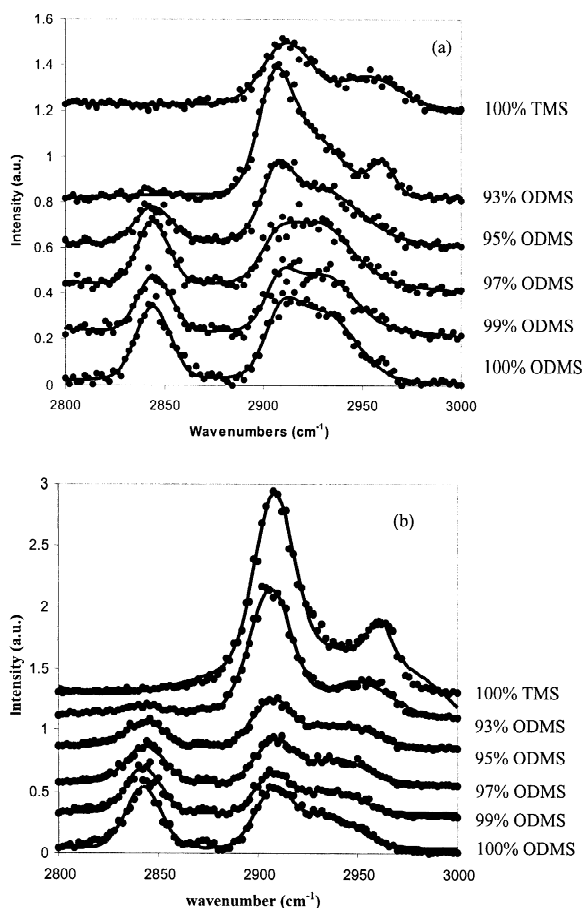 1.6
(a)
1.4
1.2
100% TMS
1
Intensity (a.u.)
0.8
93% ODMS
0.6
95% ODMS
0.4
97% ODMS
0.2
99% ODMS
0
100% ODMS
2800 2850 2900 2950 3000
Wavenumbers (cm-1)
3
(b)
2.5
2
1.5
Intensity (a.u.)
100% TMS
1
93% ODMS
95% ODMS
0.5
97% ODMS
99% ODMS
0
100% ODMS
2800 2850 2900 2950 3000
wavenumber (cm-1)